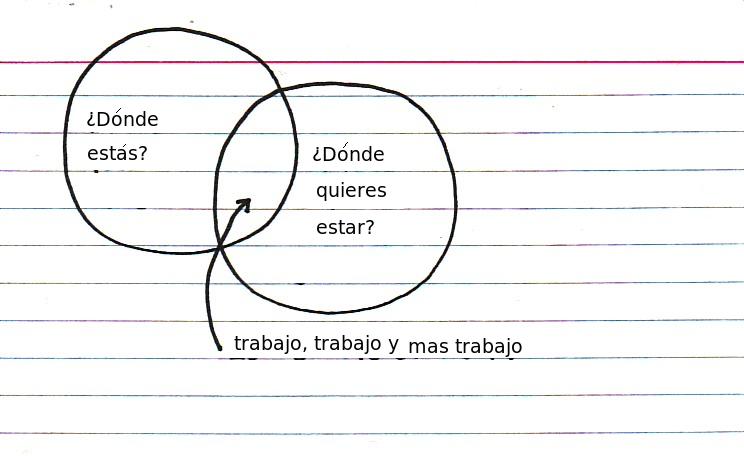 ¿Dónde
estás?
¿Dónde
quieres
estar?
trabajo, trabajo y mas trabajo